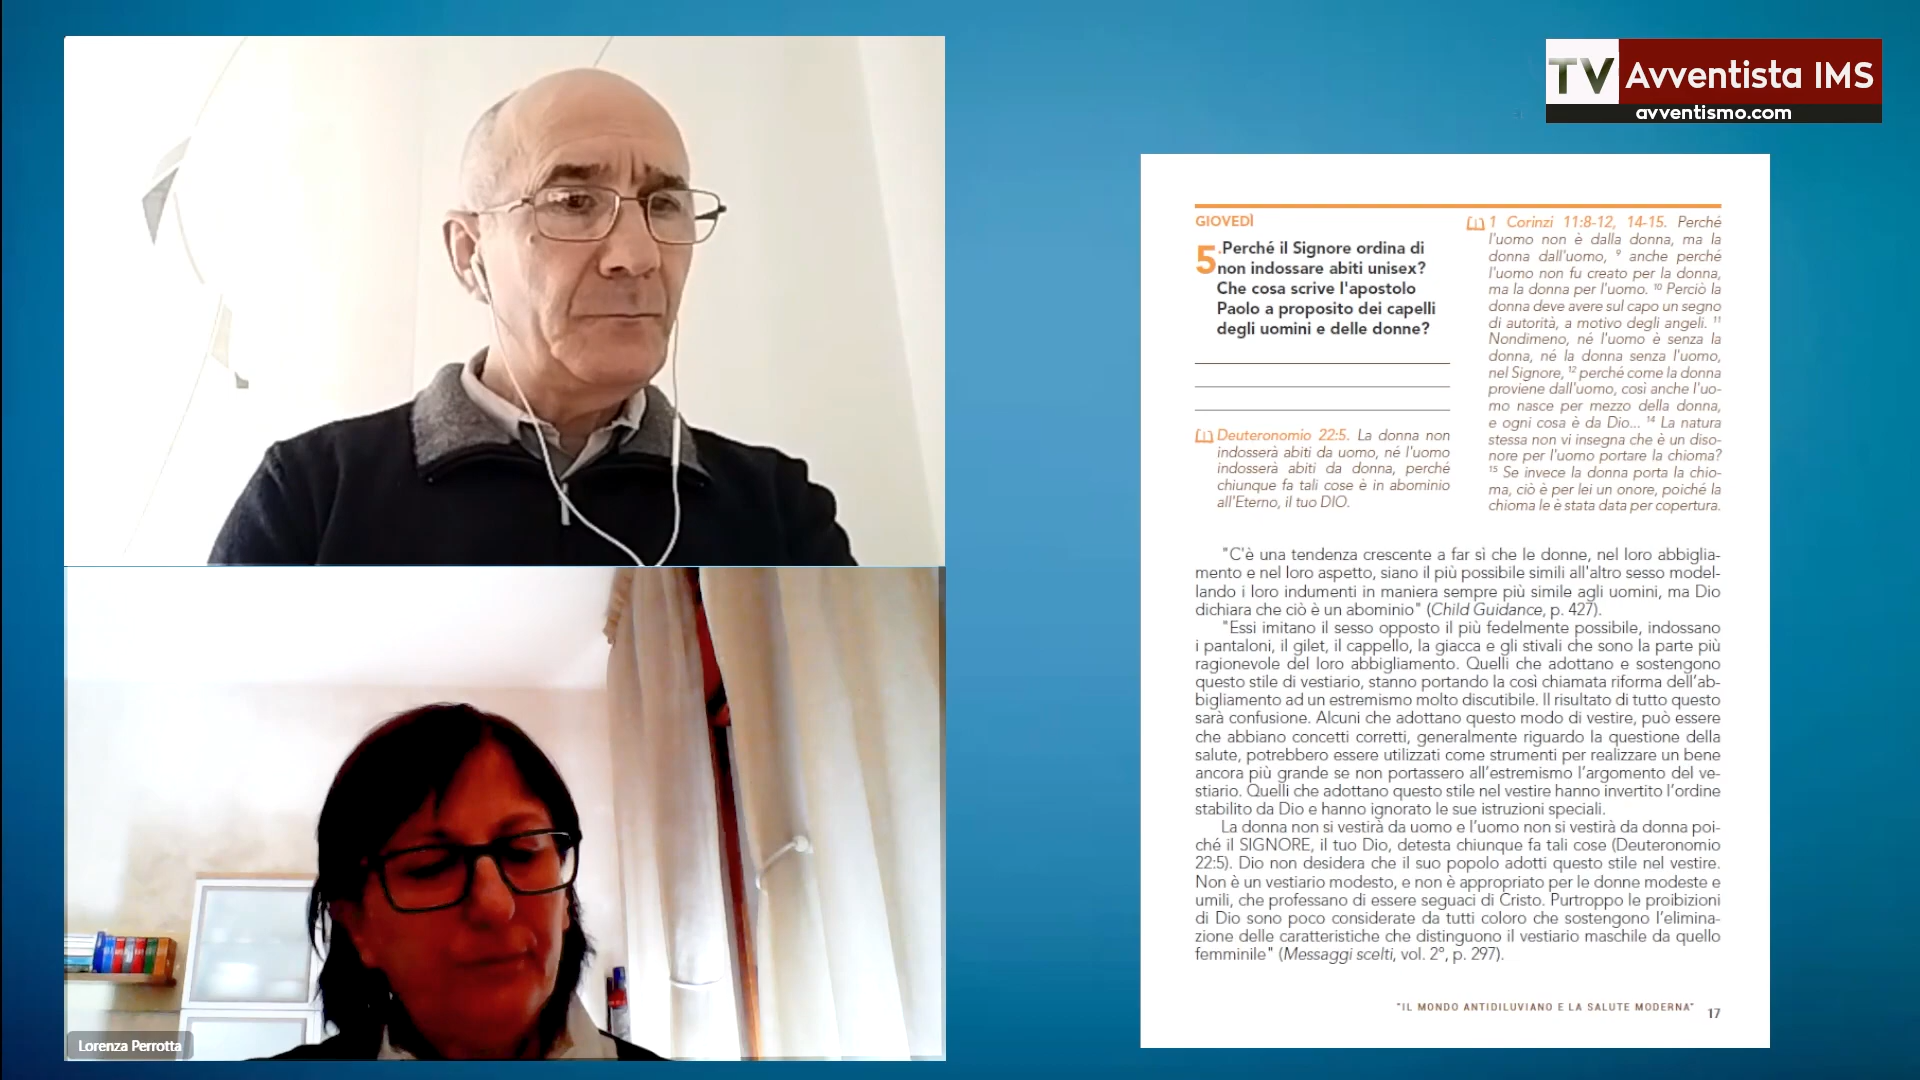 TV Avventista IMS
avventismo.com
GIOVEDÌ
5.Perché il Signore ordina di
non indossare abiti unisex?
Che cosa scrive l'apostolo
Paolo a proposito dei capelli
degli uomini e delle donne?
Deuteronomio 22:5. La donna non
indosserà abiti da uomo, né l'uomo
indosserà abiti da donna, perché
chiunque fa tali cose è in abominio
all'Eterno, il tuo DIO.
1 Corinzi 11:8-12, 14-15. Perché
l'uomo non è dalla donna, ma la
donna dall'uomo, 9 anche perché
l'uomo non fu creato per la donna,
ma la donna per l'uomo. 10 Perciò la
donna deve avere sul capo un segno
di autorità, a motivo degli angeli. 11
Nondimeno, né l'uomo è senza la
donna, né la donna senza l'uomo,
nel Signore, 12 perché come la donna
proviene dall'uomo, così anche l'uo-
mo nasce per mezzo della donna,
e ogni cosa è da Dio... 14 La natura
stessa non vi insegna che è un diso-
nore per l'uomo portare la chioma?
15 Se invece la donna porta la chio-
ma, ciò è per lei un onore, poiché la
chioma le è stata data per copertura.
"C'è una tendenza crescente a far sì che le donne, nel loro abbiglia-
mento e nel loro aspetto, siano il più possibile simili all'altro sesso model-
lando i loro indumenti in maniera sempre più simile agli uomini, ma Dio
dichiara che ciò è un abominio" (Child Guidance, p. 427).
"Essi imitano il sesso opposto il più fedelmente possibile, indossano
i pantaloni, il gilet, il cappello, la giacca e gli stivali che sono la parte più
ragionevole del loro abbigliamento. Quelli che adottano e sostengono
questo stile di vestiario, stanno portando la così chiamata riforma dell'ab-
bigliamento ad un estremismo molto discutibile. Il risultato di tutto questo
sarà confusione. Alcuni che adottano questo modo di vestire, può essere
che abbiano concetti corretti, generalmente riguardo la questione della
salute, potrebbero essere utilizzati come strumenti per realizzare un bene
ancora più grande se non portassero all'estremismo l'argomento del ve-
stiario. Quelli che adottano questo stile nel vestire hanno invertito l'ordine
stabilito da Dio e hanno ignorato le sue istruzioni speciali.
La donna non si vestirà da uomo e l'uomo non si vestirà da donna poi-
ché il SIGNORE, il tuo Dio, detesta chiunque fa tali cose (Deuteronomio
22:5). Dio non desidera che il suo popolo adotti questo stile nel vestire.
Non è un vestiario modesto, e non è appropriato per le donne modeste e
umili, che professano di essere seguaci di Cristo. Purtroppo le proibizioni
di Dio sono poco considerate da tutti coloro che sostengono l'elimina-
zione delle caratteristiche che distinguono il vestiario maschile da quello
femminile" (Messaggi scelti, vol. 2°, p. 297).
"IL MONDO ANTIDILUVIANO E LA SALUTE MODERNA" 17
Lorenza Perrotta